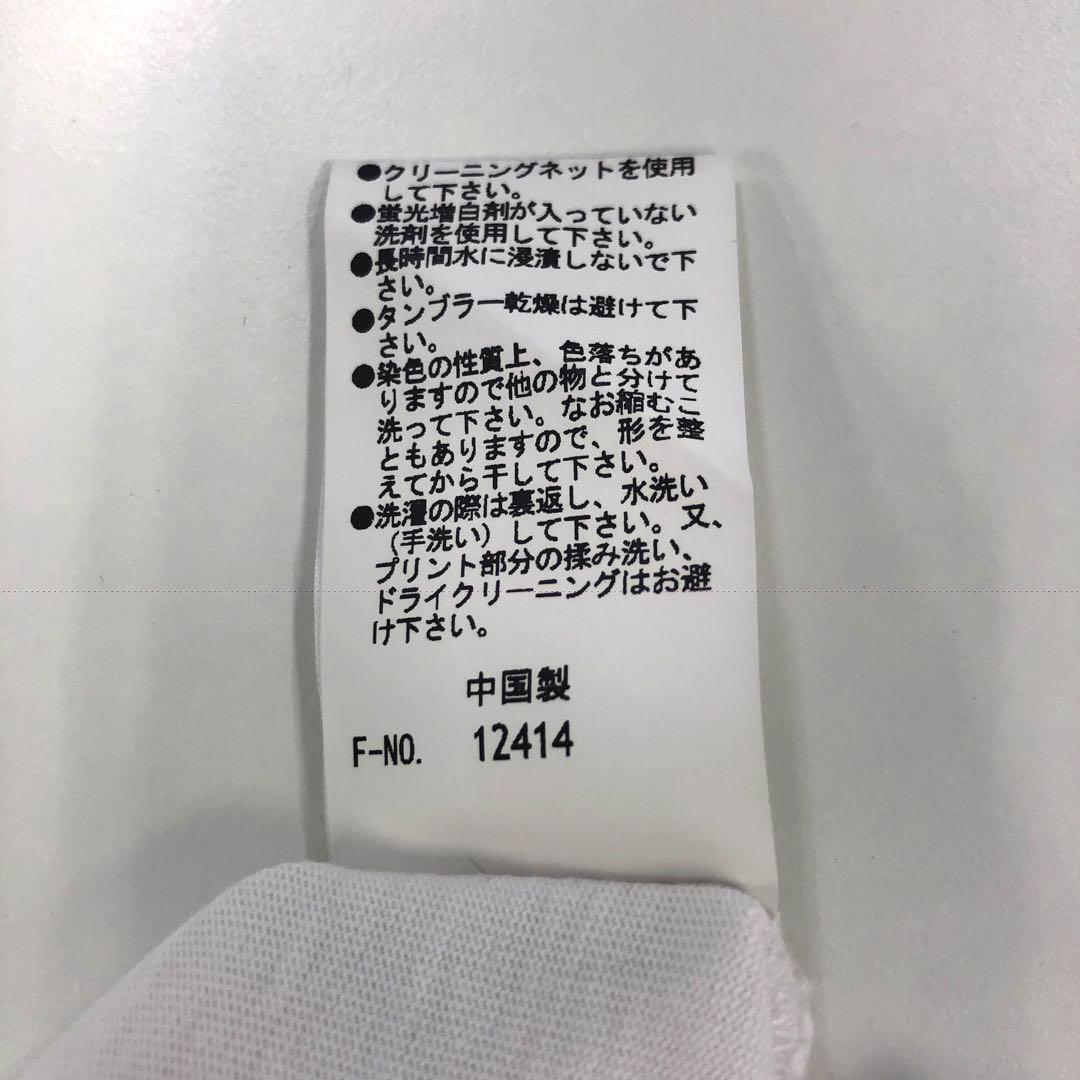 ●クリーニングネットを使用
して下さい。
●蛍光増白剤が入っていない
洗剤を使用して下さい。
●長時間水に浸漬しないで下
さい。
●タンブラー乾燥は避けて下
さい。
●染色の性質上、色落ちがあ
りますので他の物と分けて
洗って下さい。なお縮むこ
ともありますので、形を整
えてから干して下さい。
●洗濯の際は裏返し、水洗い
(手洗い)して下さい。又、
プリント部分の揉み洗い、
ドライクリーニングはお避
け下さい。
中国製
F-NO. 12414